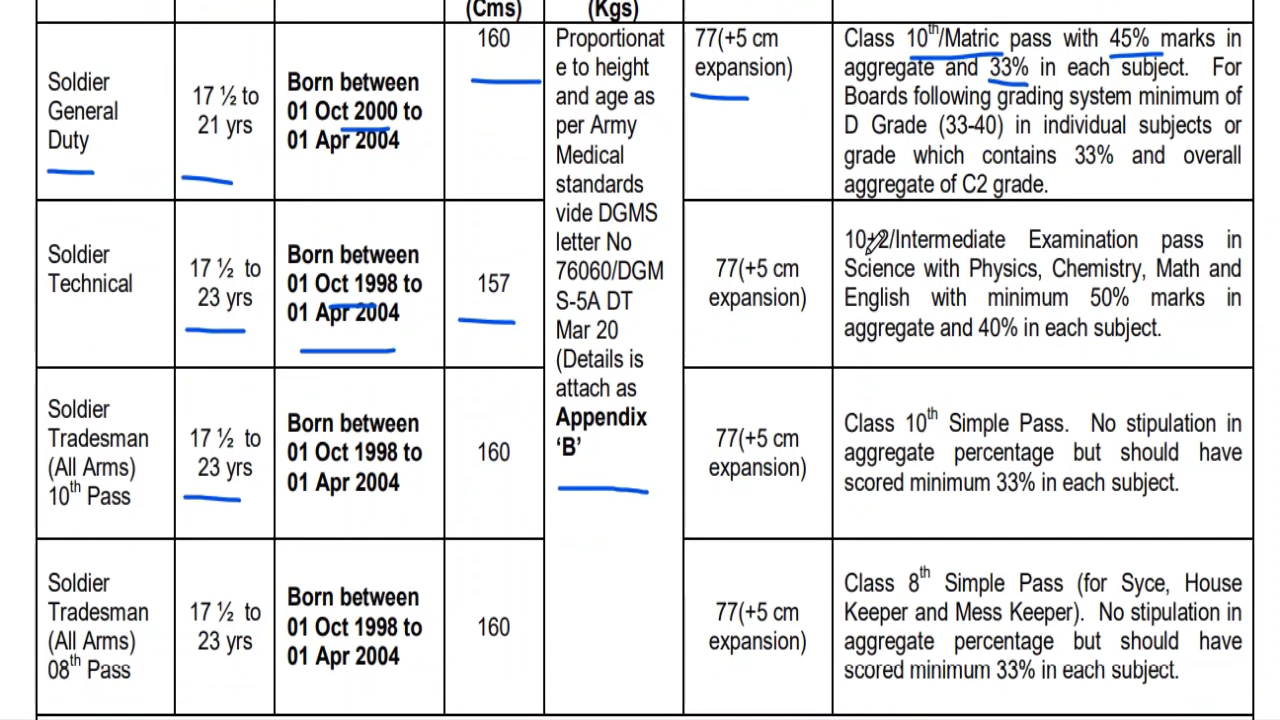 (Cms)
(Kgs)
Soldier
General
Duty
17 ½ to
21 yrs
Born between
01 Oct 2000 to
01 Apr 2004
160
Proportionat
e to height
and age as
per Army
Medical
standards
vide DGMS
letter No
76060/DGM
S-5A DT
Mar 20
(Details is
attach as
Appendix
‘B’
77(+5 cm
expansion)
Class 10th/Matric pass with 45% marks in
aggregate and 33% in each subject. For
Boards following grading system minimum of
D Grade (33-40) in individual subjects or
grade which contains 33% and overall
aggregate of C2 grade.
Soldier
Technical
17 ½ to
23 yrs
Born between
01 Oct 1998 to
01 Apr 2004
157
77(+5 cm
expansion)
10+2/Intermediate Examination pass in
Science with Physics, Chemistry, Math and
English with minimum 50% marks in
aggregate and 40% in each subject.
Soldier
Tradesman
(All Arms)
10th Pass
17 ½ to
23 yrs
Born between
01 Oct 1998 to
01 Apr 2004
160
77(+5 cm
expansion)
Class 10th Simple Pass. No stipulation in
aggregate percentage but should have
scored minimum 33% in each subject.
Soldier
Tradesman
(All Arms)
08th Pass
17 ½ to
23 yrs
Born between
01 Oct 1998 to
01 Apr 2004
160
77(+5 cm
expansion)
Class 8th Simple Pass (for Syce, House
Keeper and Mess Keeper). No stipulation in
aggregate percentage but should have
scored minimum 33% in each subject.